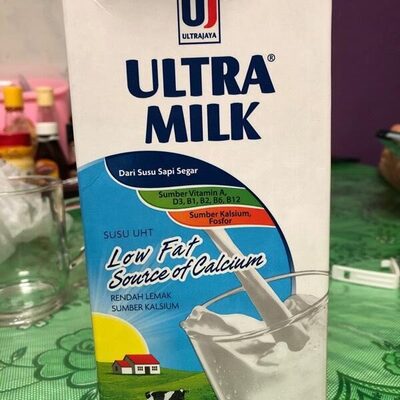 UJ
ULTRAJAYA
ULTRA®
MILK
Dari Susu Sapi Segar
Sumber Vitamin A,
D3, B1, B2, B6, B12
Sumber Kalsium,
Fosfor
SUSU UHT
Low Fat
Source of Calcium
RENDAH LEMAK
SUMBER KALSIUM